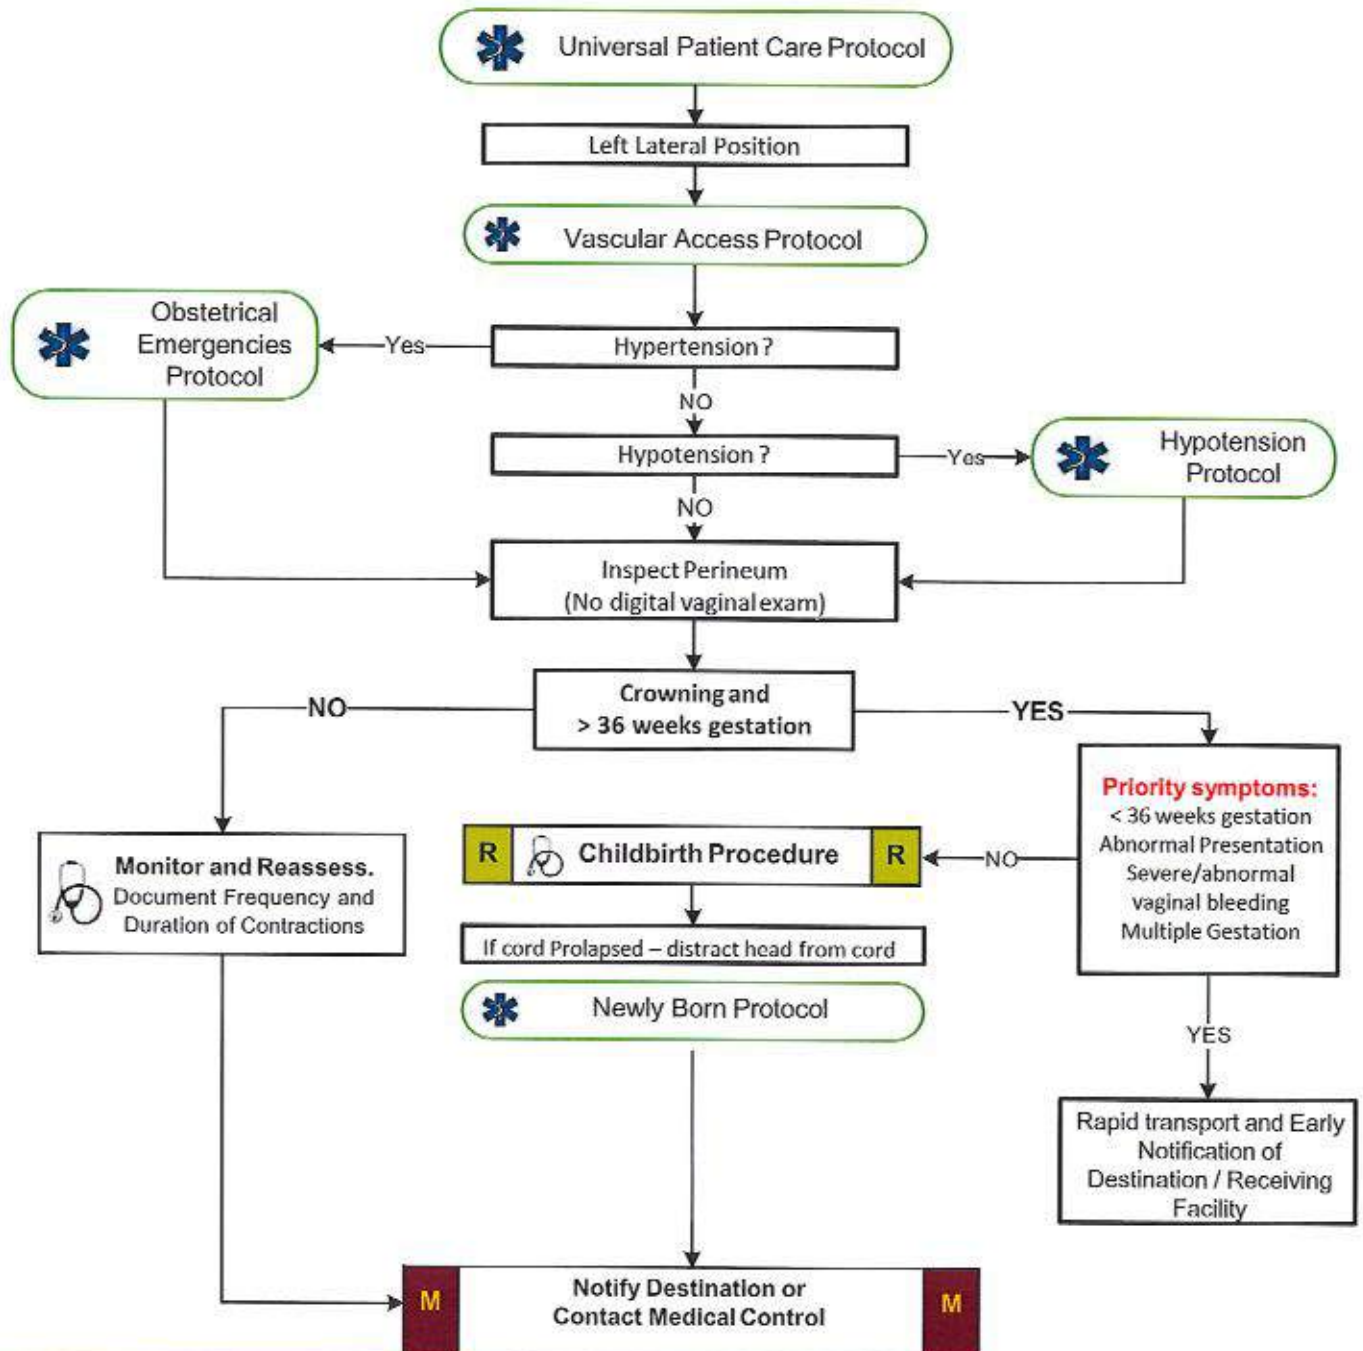 Universal Patient Care Protocol
Left Lateral Position
Vascular Access Protocol
Obstetrical
Emergencies
Protocol
Yes
Hypertension ?
NO
Hypotension ?
Yes
Hypotension
Protocol
NO
Inspect Perineum
(No digital vaginal exam)
Crowning and
> 36 weeks gestation
NO
YES
Priority symptoms:
< 36 weeks gestation
Abnormal Presentation
Severe/abnormal
vaginal bleeding
Multiple Gestation
Monitor and Reassess.
Document Frequency and
Duration of Contractions
R
Childbirth Procedure
R
NO
If cord Prolapsed – distract head from cord
Newly Born Protocol
YES
Rapid transport and Early
Notification of
Destination / Receiving
Facility
M
Notify Destination or
Contact Medical Control
M